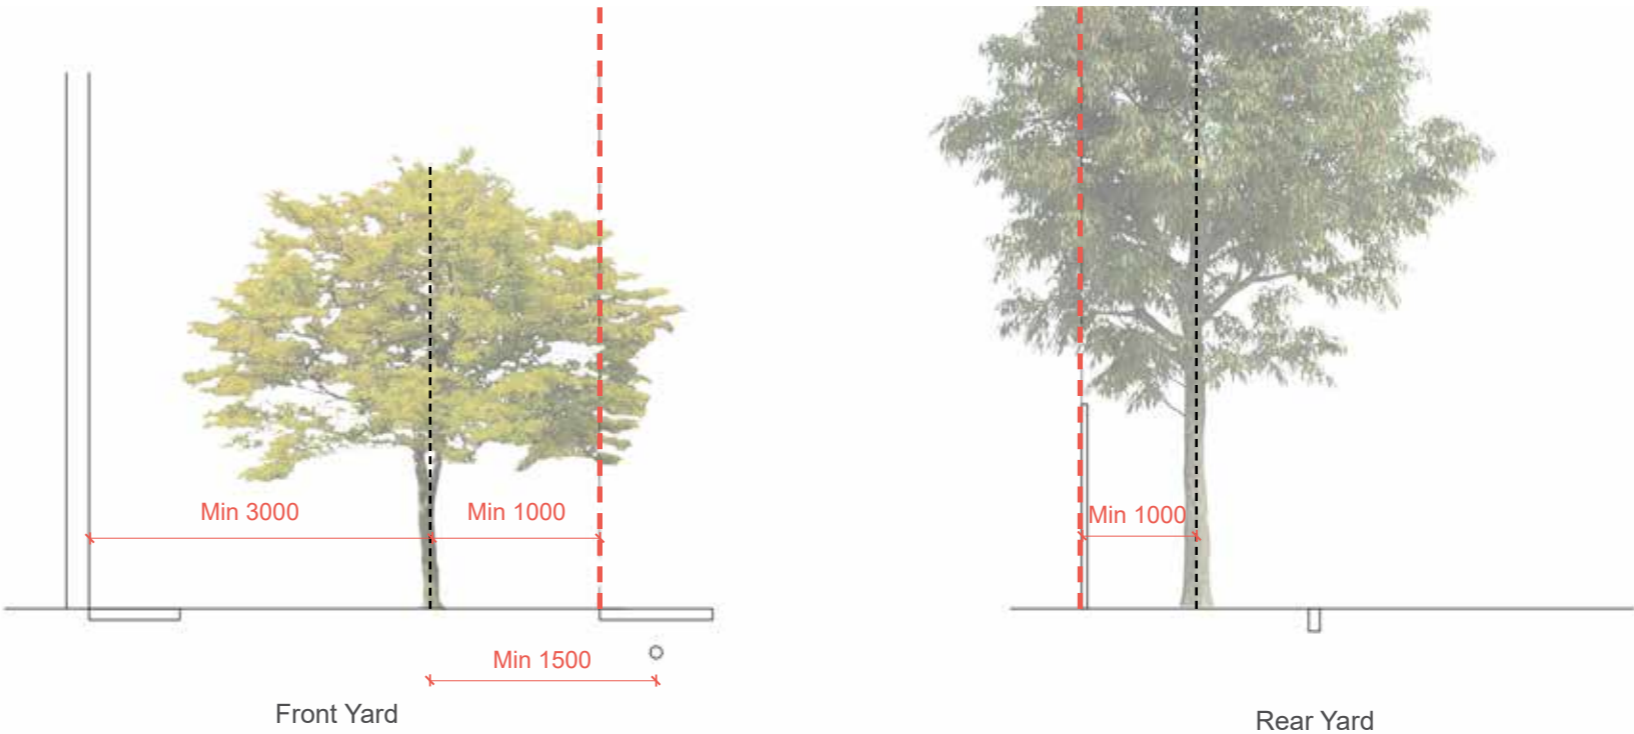 Min 3000
Min 1000
Min 1500
Front Yard
Min 1000
Rear Yard